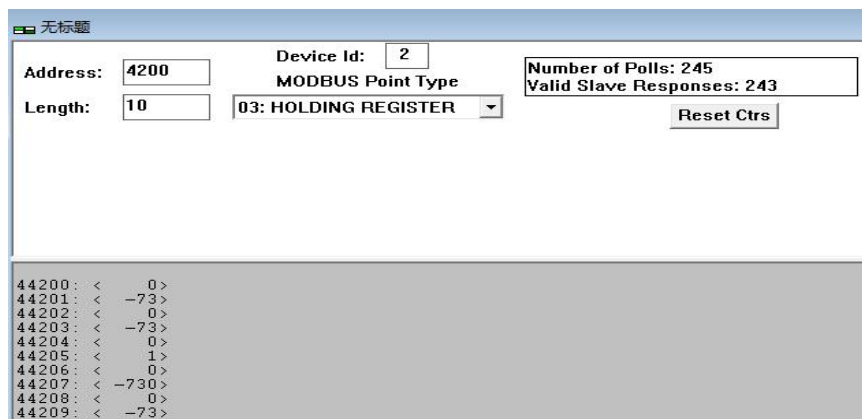 无标题
Address: 4200 Device Id: 2
MODBUS Point Type
Length: 10 03: HOLDING REGISTER
Number of Polls: 245
Valid Slave Responses: 243
Reset Ctrs
44200: < 0>
44201: < -73>
44202: < 0>
44203: < -73>
44204: < 0>
44205: < 1>
44206: < 0>
44207: < -730>
44208: < 0>
44209: < -73>